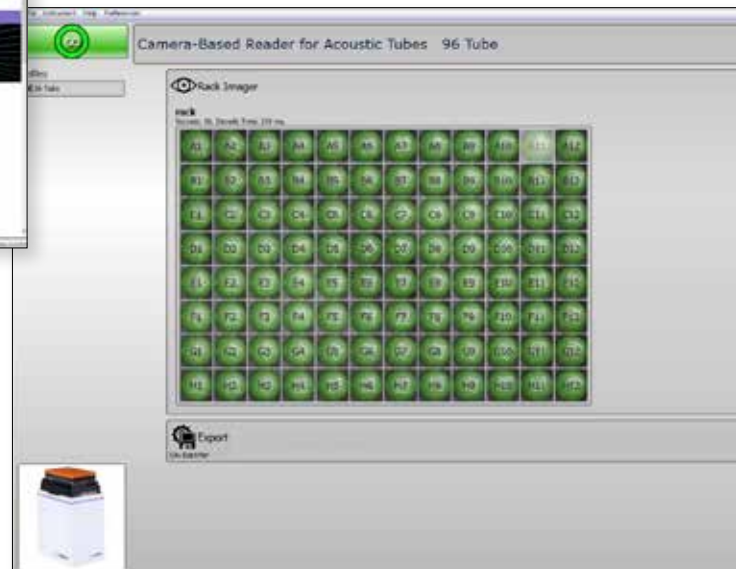 Instrument Help Preferences
Camera-Based Reader for Acoustic Tubes 96 Tube
Rack Imager
rack
A1 A2 A3 A4 A5 A6 A7 A8 A9 A10 A11 A12
B1 B2 B3 B4 B5 B6 B7 B8 B9 B10 B11 B12
C1 C2 C3 C4 C5 C6 C7 C8 C9 C10 C11 C12
D1 D2 D3 D4 D5 D6 D7 D8 D9 D10 D11 D12
E1 E2 E3 E4 E5 E6 E7 E8 E9 E10 E11 E12
F1 F2 F3 F4 F5 F6 F7 F8 F9 F10 F11 F12
G1 G2 G3 G4 G5 G6 G7 G8 G9 G10 G11 G12
H1 H2 H3 H4 H5 H6 H7 H8 H9 H10 H11 H12
Export